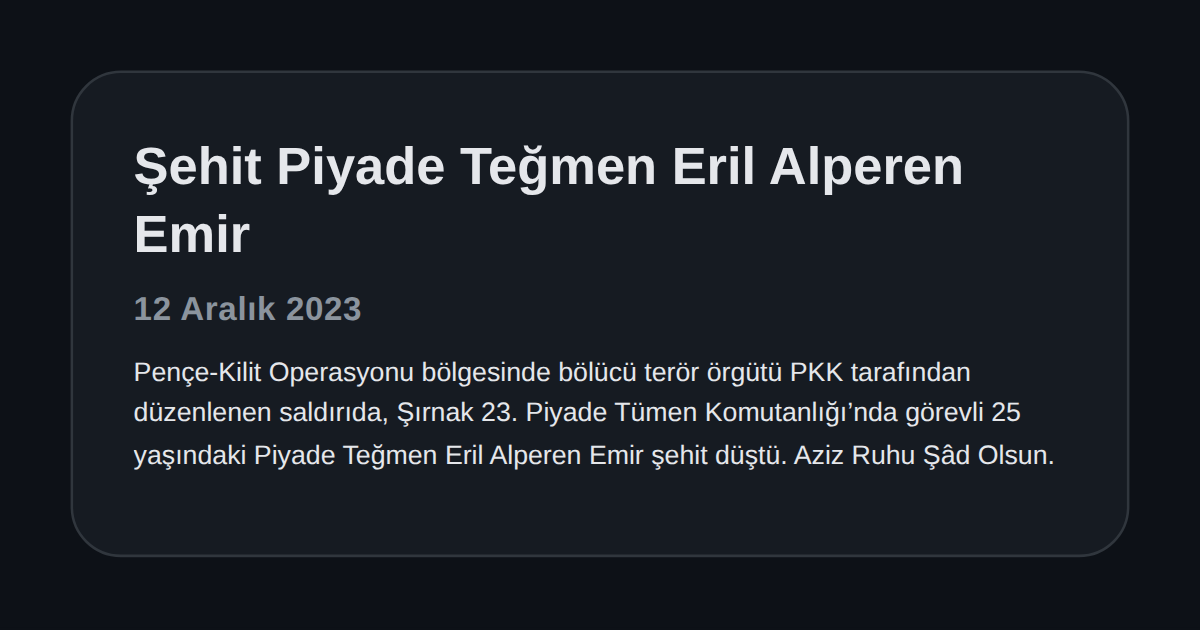 Şehit Piyade Teğmen Eril Alperen
Emir
12 Aralık 2023
Pençe-Kilit Operasyonu bölgesinde bölücü terör örgütü PKK tarafından
düzenlenen saldırıda, Şırnak 23. Piyade Tümen Komutanlığı’nda görevli 25
yaşındaki Piyade Teğmen Eril Alperen Emir şehit düştü. Aziz Ruhu Şâd Olsun.